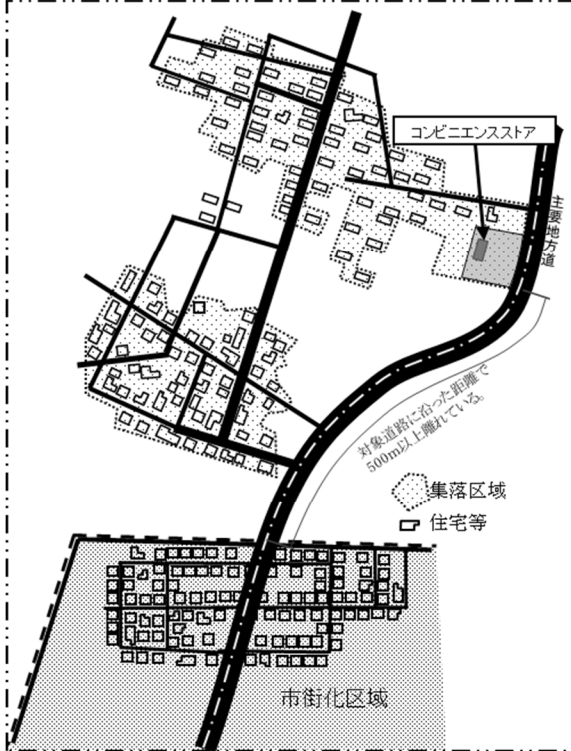 コンビニエンスストア
主要地方道
対象道路に沿った距離で
500m以上離れている。
集落区域
住宅等
市街化区域